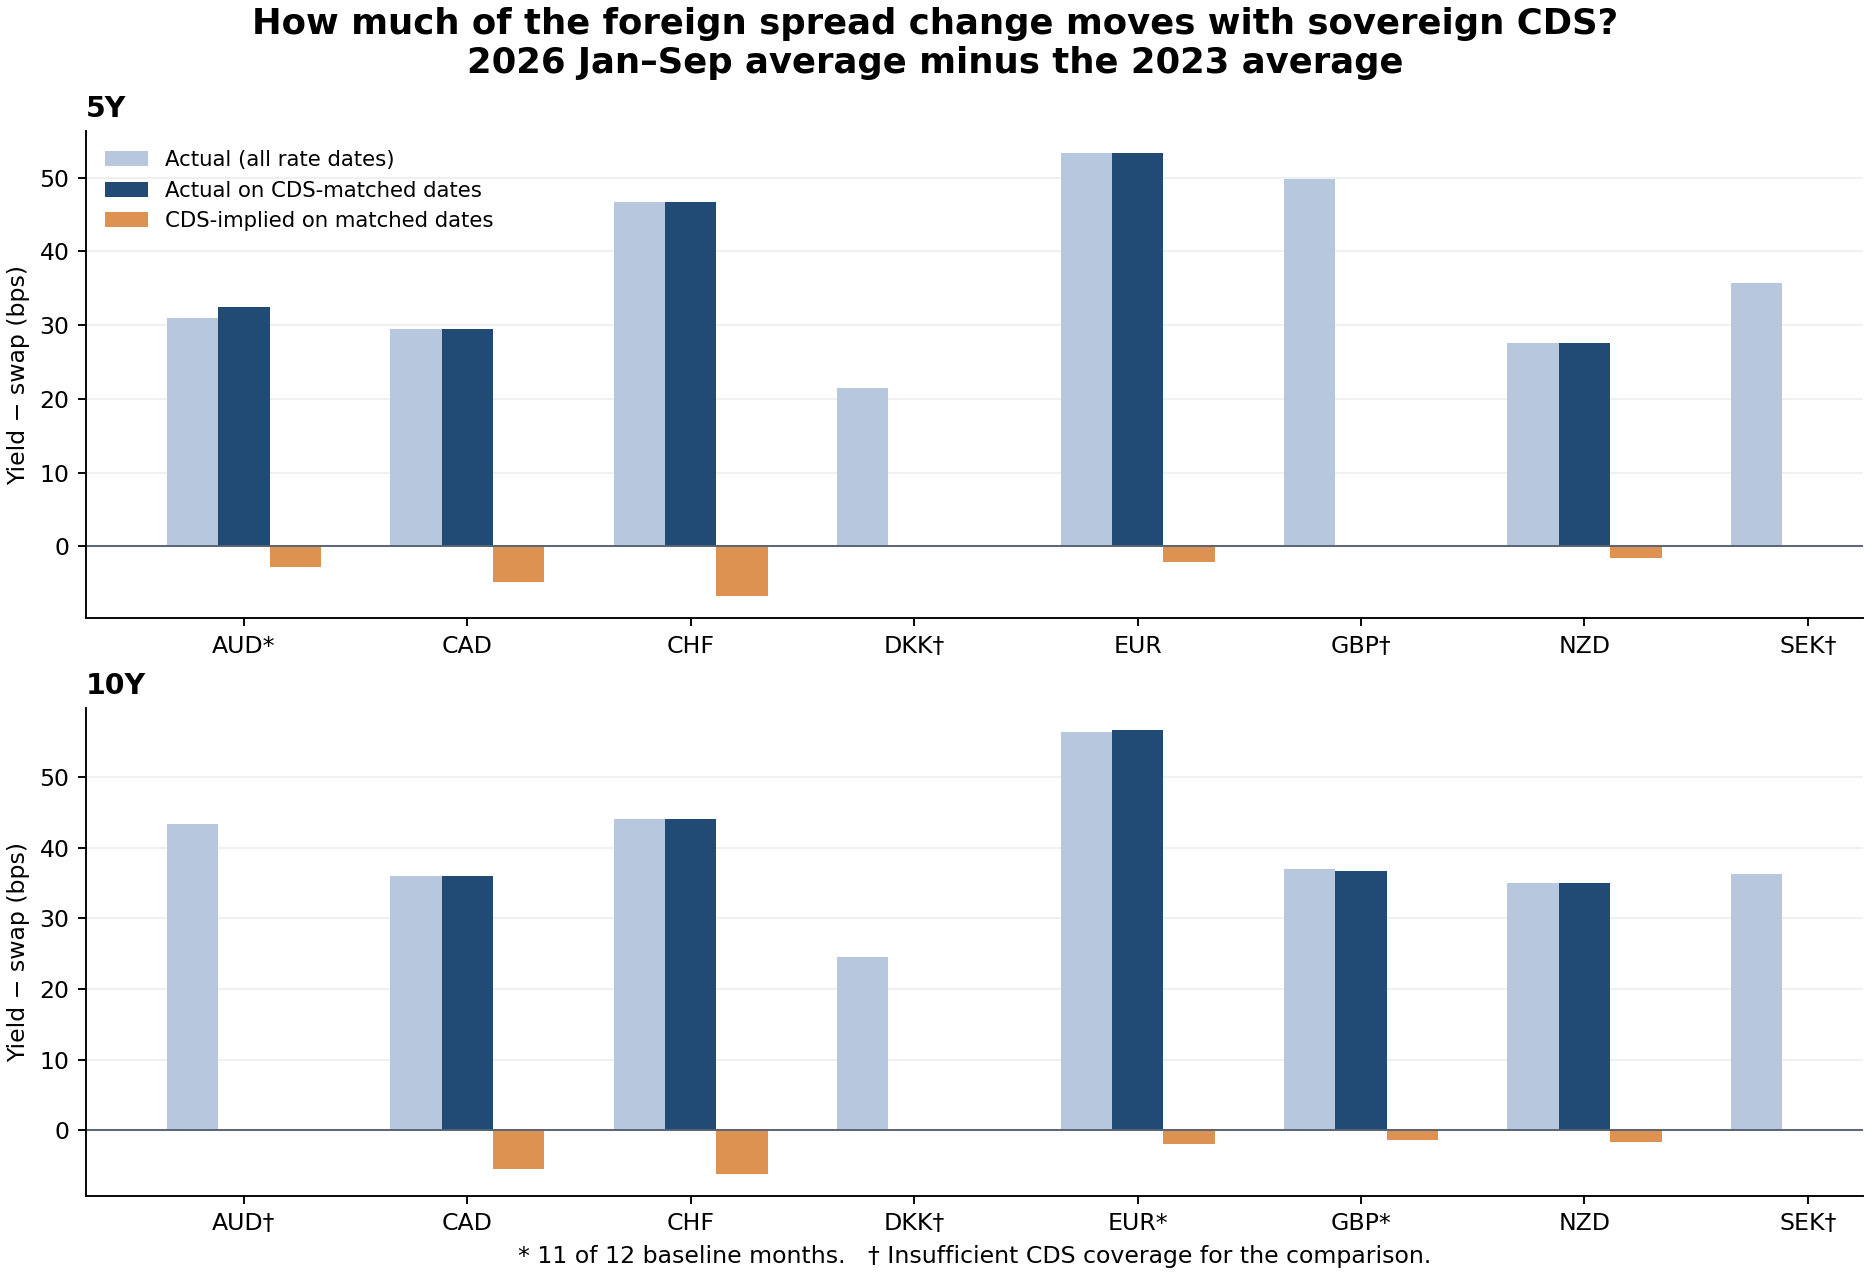 How much of the foreign spread change moves with sovereign CDS?
2026 Jan–Sep average minus the 2023 average
5Y
Actual (all rate dates)
Actual on CDS-matched dates
CDS-implied on matched dates
Yield − swap (bps)
50
40
30
20
10
0
AUD* CAD CHF DKK† EUR GBP† NZD SEK†
10Y
Yield − swap (bps)
50
40
30
20
10
0
AUD† CAD CHF DKK† EUR* GBP* NZD SEK†
* 11 of 12 baseline months. † Insufficient CDS coverage for the comparison.